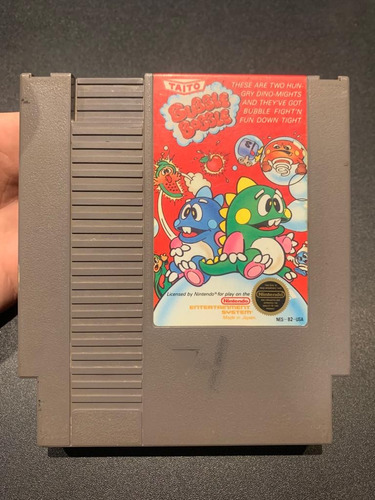 TAITO
BUBBLE
BOBBLE
THESE ARE TWO HUN-
GRY DINO-MIGHTS
AND THEY'VE GOT
BUBBLE FIGHT'N
FUN DOWN TIGHT.
Licensed by Nintendo® for play on the
Nintendo
ENTERTAINMENT
SYSTEM
Made in Japan
Nintendo
NES-B2-USA